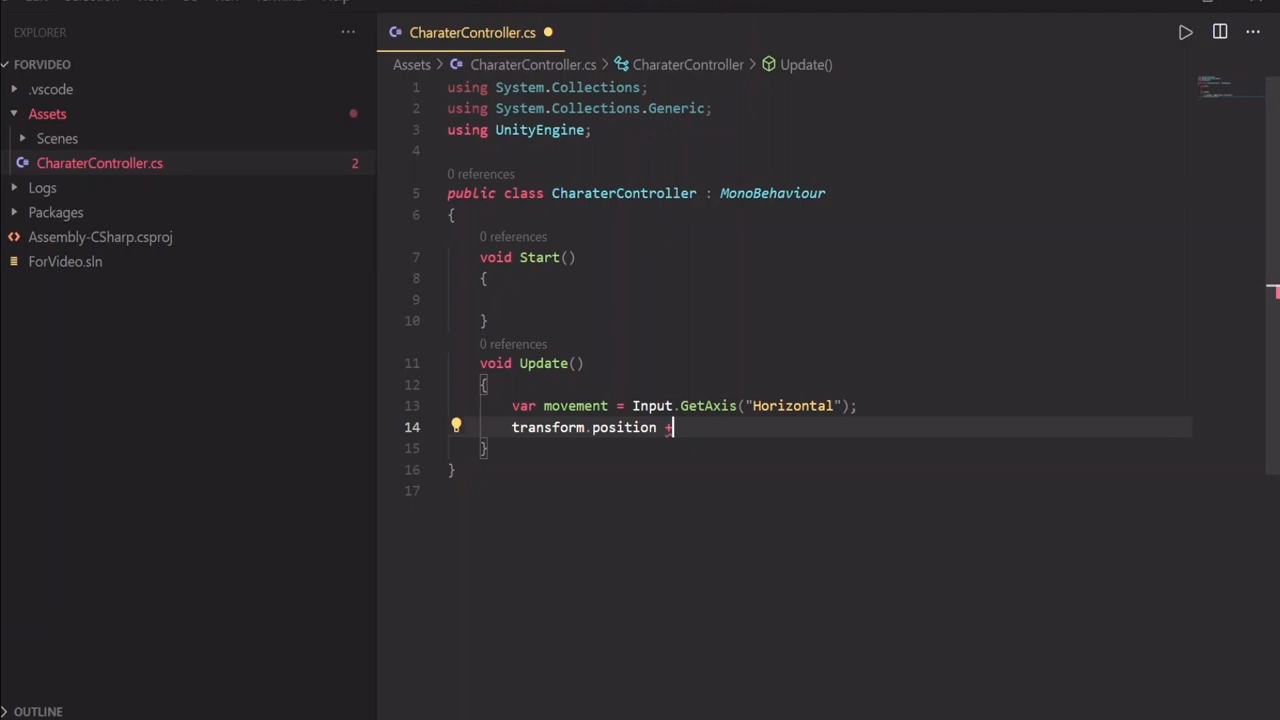 EXPLORER
FORVIDEO
.vscode
Assets
Scenes
CharaterController.cs 2
Logs
Packages
Assembly-CSharp.csproj
ForVideo.sln
OUTLINE
CharaterController.cs
Assets > CharaterController.cs > CharaterController > Update()
1 using System.Collections;
2 using System.Collections.Generic;
3 using UnityEngine;
4
0 references
5 public class CharaterController : MonoBehaviour
6 {
0 references
7 void Start()
8 {
9
10 }
0 references
11 void Update()
12 {
13 var movement = Input.GetAxis("Horizontal");
14 transform.position +
15 }
16 }
17